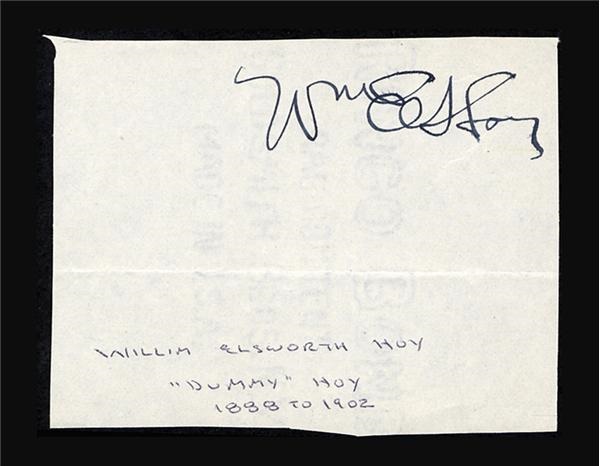 Wm E Hoy
WILLIM ELSWORTH HOY
"DUMMY" HOY
1888 TO 1902